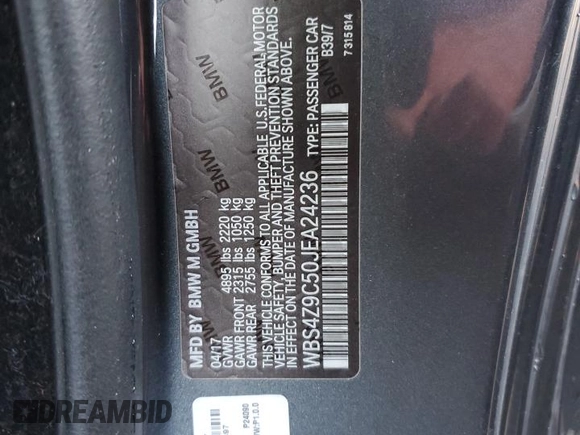 MFD BY BMW M GMBH
04/17
GVWR 4895 lbs 2220 kg
GAWR FRONT 2315 lbs 1050 kg
GAWR REAR 2755 lbs 1250 kg
THIS VEHICLE CONFORMS TO ALL APPLICABLE U.S. FEDERAL MOTOR
VEHICLE SAFETY, BUMPER AND THEFT PREVENTION STANDARDS
IN EFFECT ON THE DATE OF MANUFACTURE SHOWN ABOVE.
WBS4Z9C50JEA24236 TYPE: PASSENGER CAR
B39/7
7315814
BMW
BMW
BMW
BMW
P24090
DREAMBID